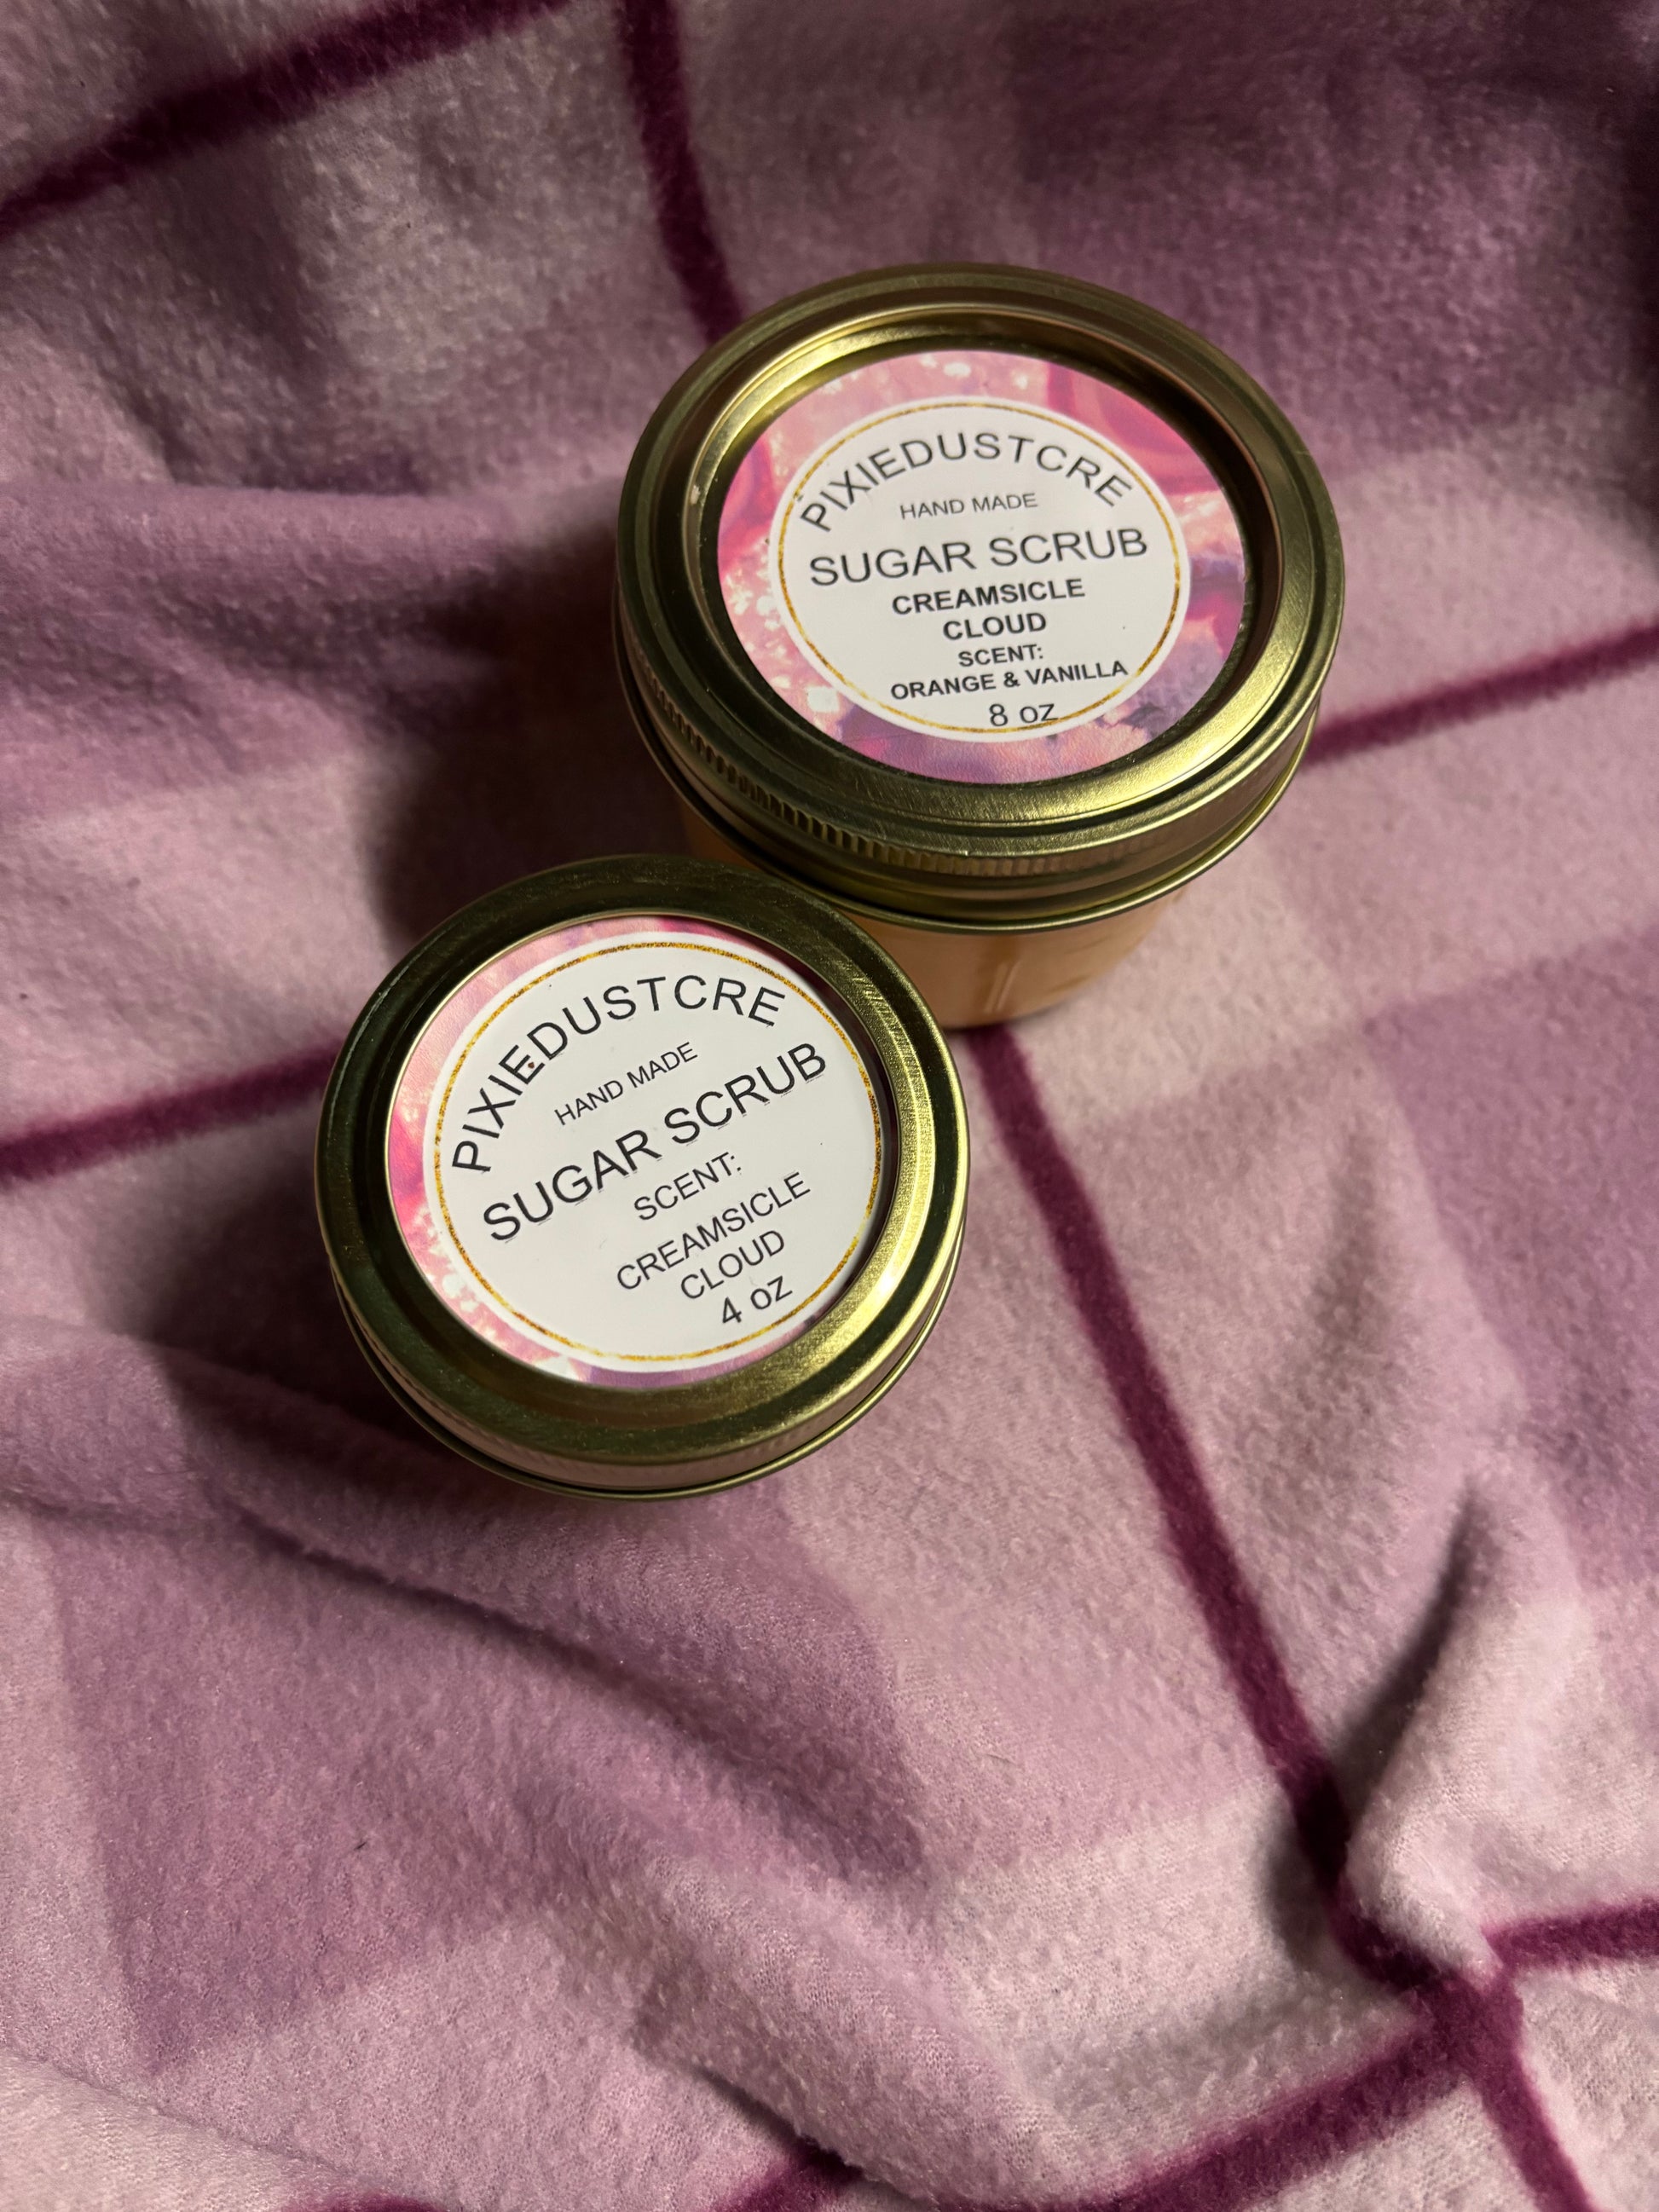 PIXIEDUSTCRE
HAND MADE
SUGAR SCRUB
CREAMSICLE
CLOUD
SCENT:
ORANGE & VANILLA
8 oz
PIXIEDUSTCRE
HAND MADE
SUGAR SCRUB
SCENT:
CREAMSICLE
CLOUD
4 oz